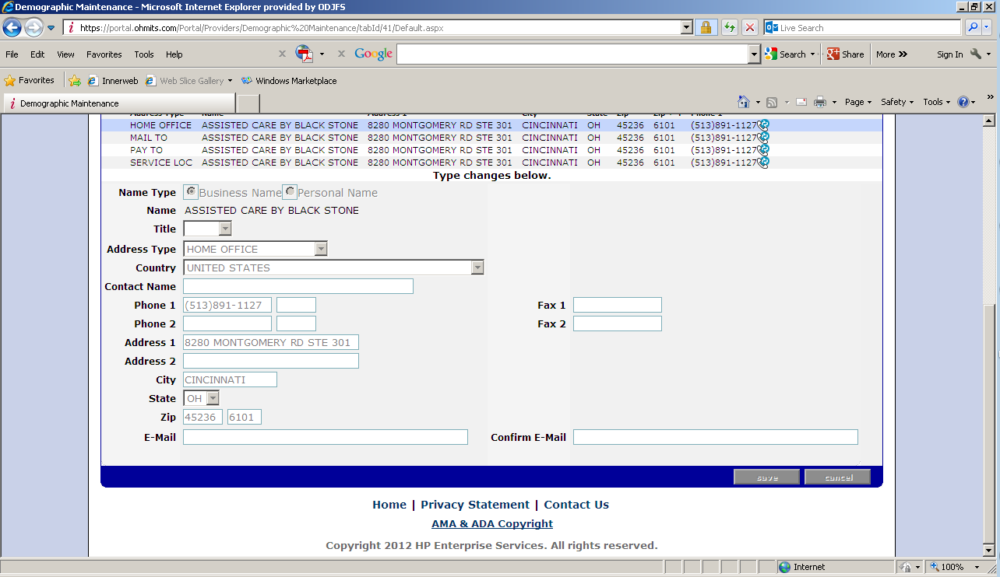 Demographic Maintenance - Microsoft Internet Explorer provided by ODJFS
https://portal.ohmits.com/Portal/Providers/Demographic%20Maintenance/tabId/41/Default.aspx Live Search
File Edit View Favorites Tools Help x x Google Search Share More » Sign In
Favorites Innerweb Web Slice Gallery Windows Marketplace
Demographic Maintenance Page Safety Tools »
Address Type Name Address 1 City State Zip Zip + 4 Phone 1
HOME OFFICE ASSISTED CARE BY BLACK STONE 8280 MONTGOMERY RD STE 301 CINCINNATI OH 45236 6101 (513)891-1127
MAIL TO ASSISTED CARE BY BLACK STONE 8280 MONTGOMERY RD STE 301 CINCINNATI OH 45236 6101 (513)891-1127
PAY TO ASSISTED CARE BY BLACK STONE 8280 MONTGOMERY RD STE 301 CINCINNATI OH 45236 6101 (513)891-1127
SERVICE LOC ASSISTED CARE BY BLACK STONE 8280 MONTGOMERY RD STE 301 CINCINNATI OH 45236 6101 (513)891-1127
Type changes below.
Name Type Business Name Personal Name
Name ASSISTED CARE BY BLACK STONE
Title
Address Type HOME OFFICE
Country UNITED STATES
Contact Name
Phone 1 (513)891-1127 Fax 1
Phone 2 Fax 2
Address 1 8280 MONTGOMERY RD STE 301
Address 2
City CINCINNATI
State OH
Zip 45236 6101
E-Mail Confirm E-Mail
save cancel
Home | Privacy Statement | Contact Us
AMA & ADA Copyright
Copyright 2012 HP Enterprise Services. All rights reserved.
Internet 100%